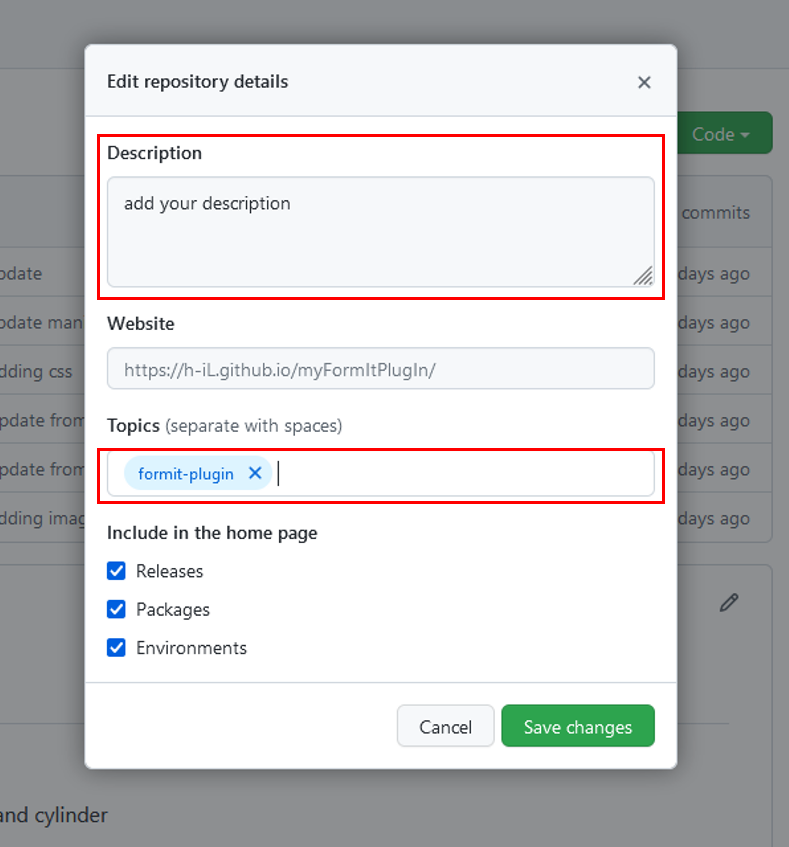 Edit repository details
Code
Description
add your description
commits
pdate
days ago
Website
pdate man
days ago
https://h-iL.github.io/myFormItPlugIn/
dding css
days ago
Topics (separate with spaces)
pdate from
days ago
formit-plugin
pdate from
days ago
dding imag
days ago
Include in the home page
Releases
Packages
Environments
Cancel
Save changes
and cylinder